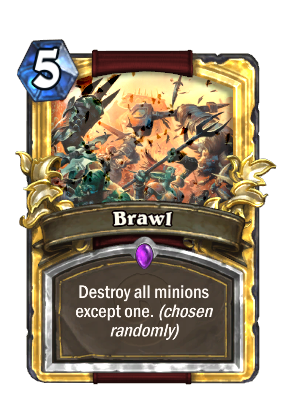 5
Brawl
Destroy all minions
except one. (chosen
randomly)